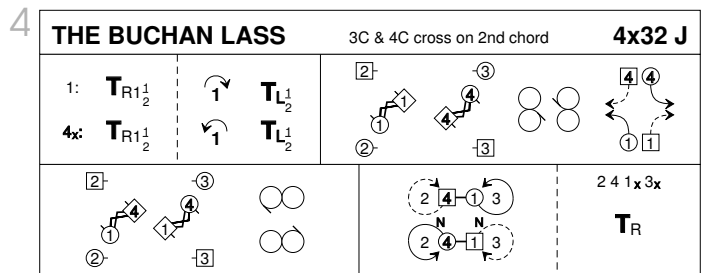 4
THE BUCHAN LASS 3C & 4C cross on 2nd chord 4x32 J
1: TR1½ 1 TL½
4x: TR1½ 1 TL½
2 3
1 4
1 4
2 3
4 4
1 1
2 3
4 4
1 1
2 3
2 4 1 3
N N
2 4 1 3
2 4 1x 3x
TR